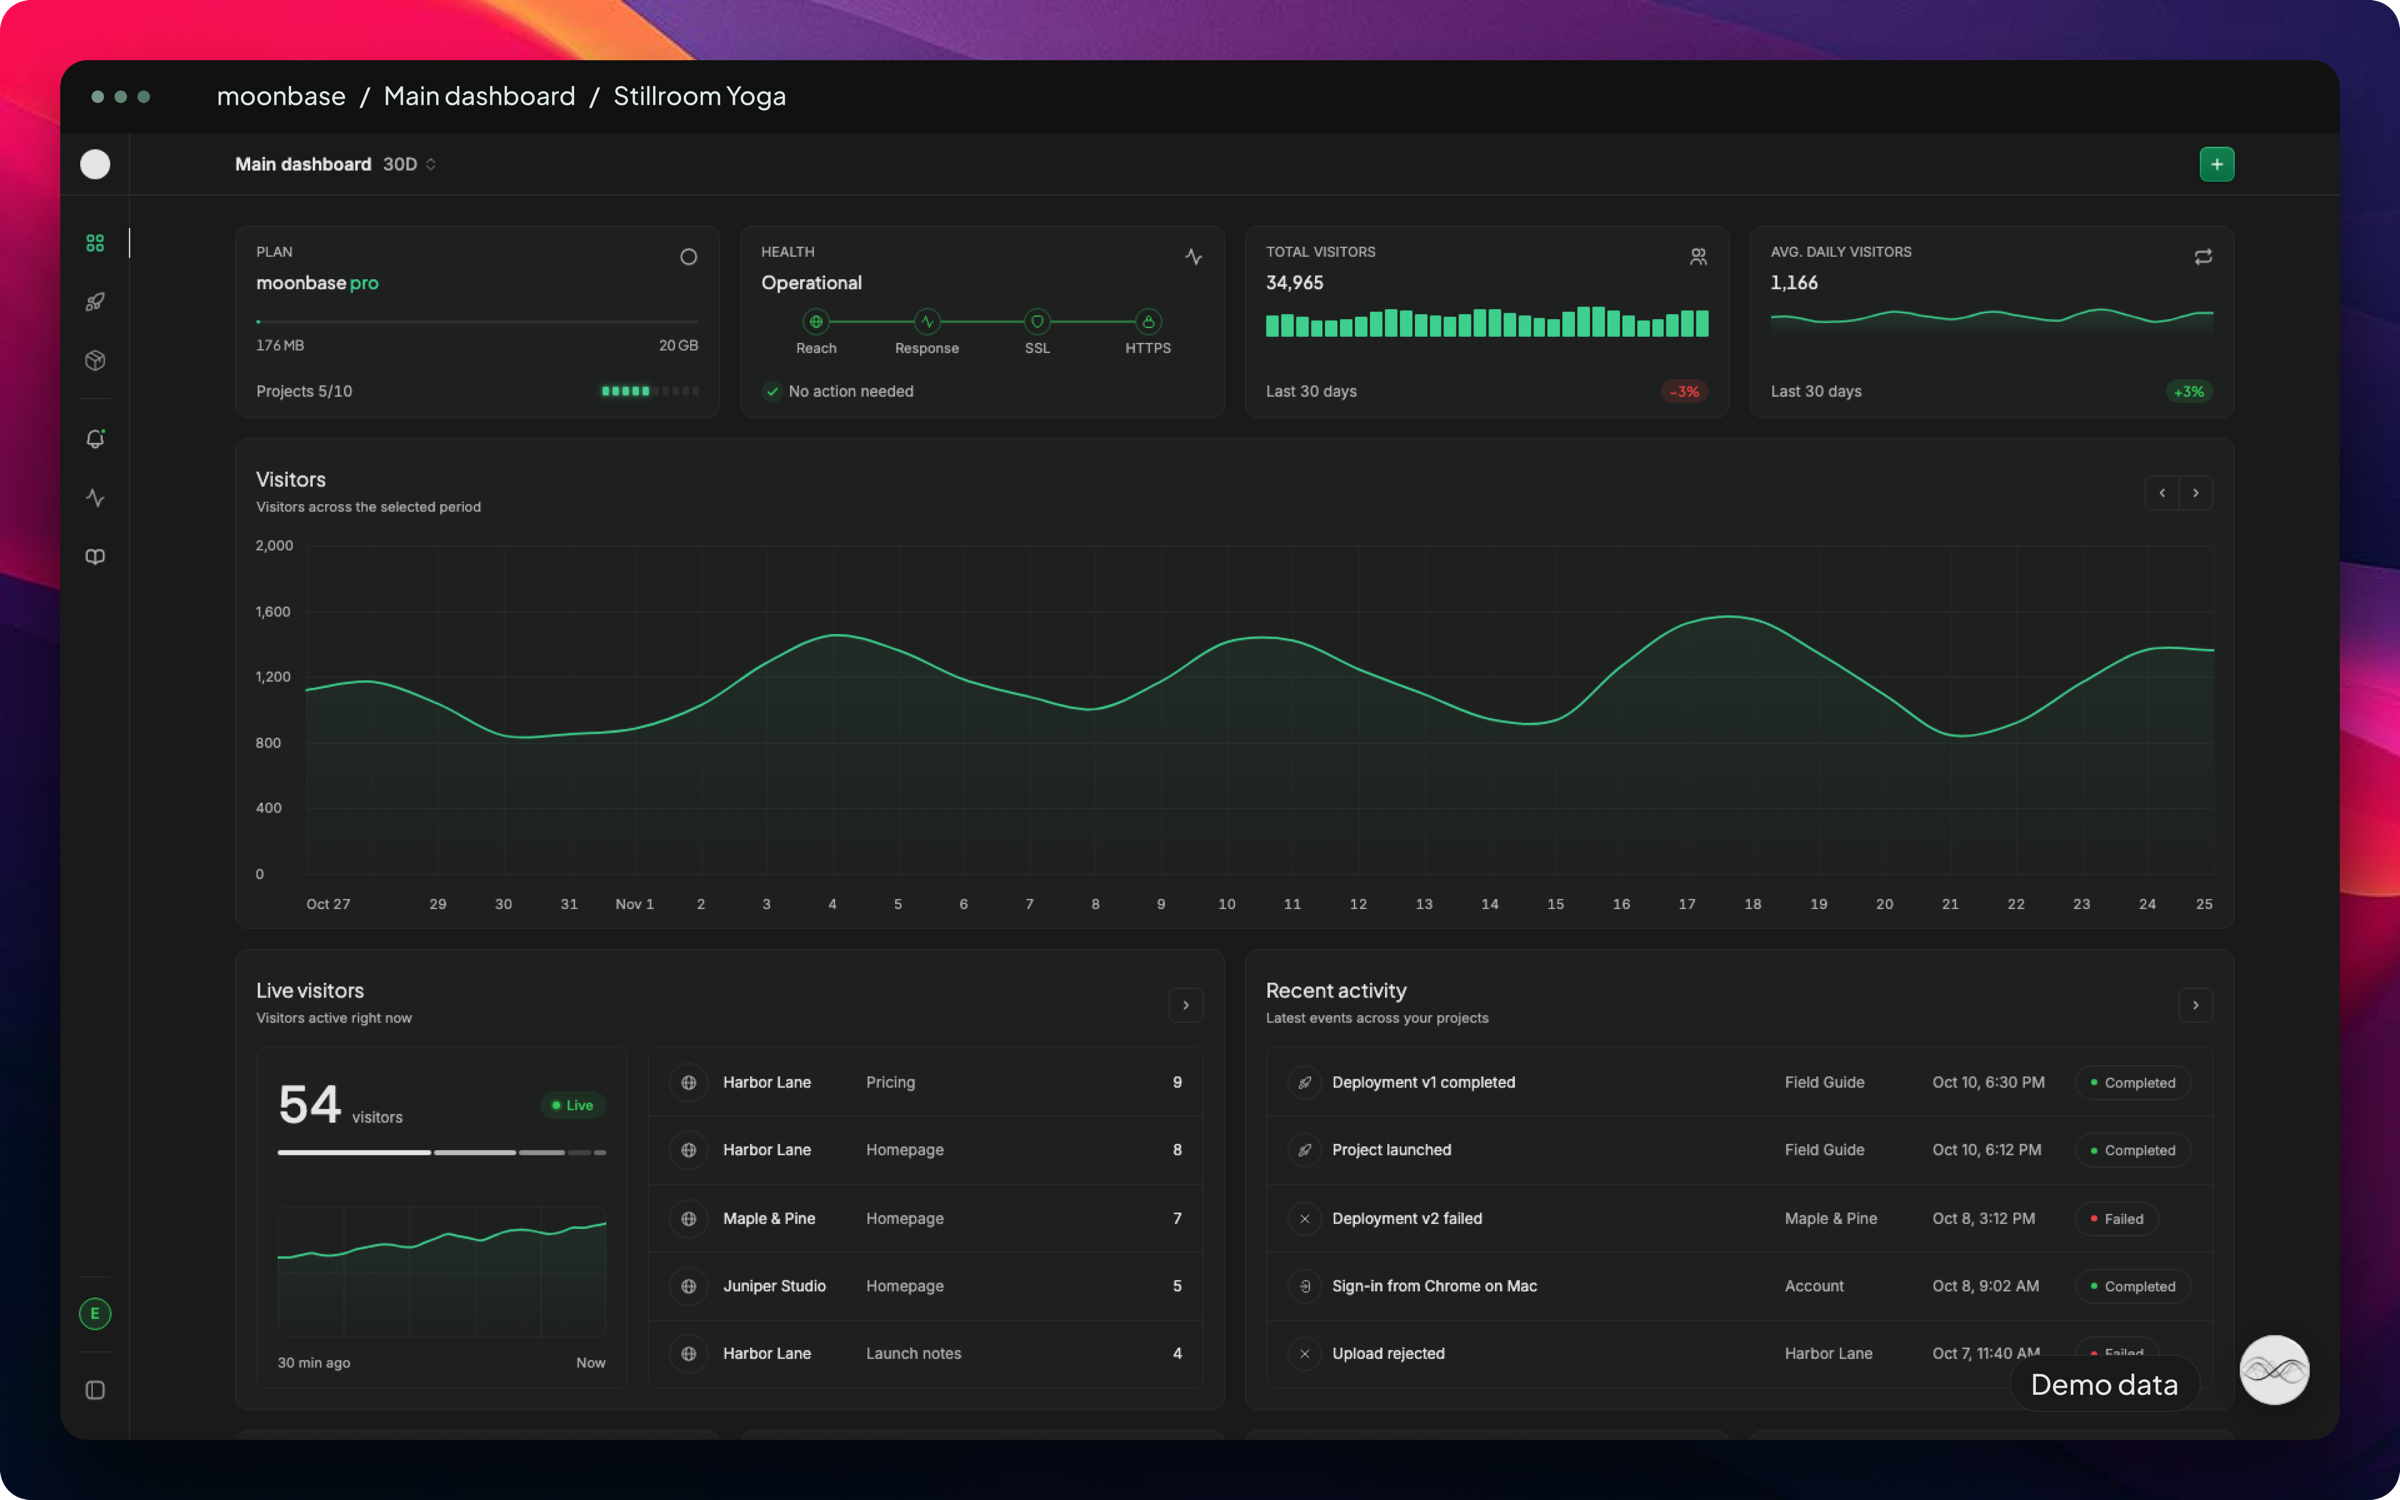 moonbase / Main dashboard / Stillroom Yoga
Main dashboard 30D
PLAN
moonbase pro
176 MB 20 GB
Projects 5/10
HEALTH
Operational
Reach Response SSL HTTPS
No action needed
TOTAL VISITORS
34,965
Last 30 days -3%
AVG. DAILY VISITORS
1,166
Last 30 days +3%
Visitors
Visitors across the selected period
2,000
1,600
1,200
800
400
0
Oct 27 29 30 31 Nov 1 2 3 4 5 6 7 8 9 10 11 12 13 14 15 16 17 18 19 20 21 22 23 24 25
Live visitors
Visitors active right now
54 visitors Live
30 min ago Now
Harbor Lane Pricing 9
Harbor Lane Homepage 8
Maple & Pine Homepage 7
Juniper Studio Homepage 5
Harbor Lane Launch notes 4
Recent activity
Latest events across your projects
Deployment v1 completed Field Guide Oct 10, 6:30 PM Completed
Project launched Field Guide Oct 10, 6:12 PM Completed
Deployment v2 failed Maple & Pine Oct 8, 3:12 PM Failed
Sign-in from Chrome on Mac Account Oct 8, 9:02 AM Completed
Upload rejected Harbor Lane Oct 7, 11:40 AM Failed
E
Demo data